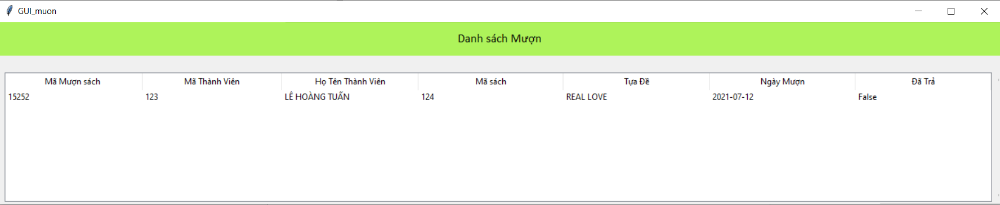 GUI_muon
Danh sách Mượn
Mã Mượn sách Mã Thành Viên Họ Tên Thành Viên Mã sách Tựa Đề Ngày Mượn Đã Trả
15252 123 LÊ HOÀNG TUẤN 124 REAL LOVE 2021-07-12 False